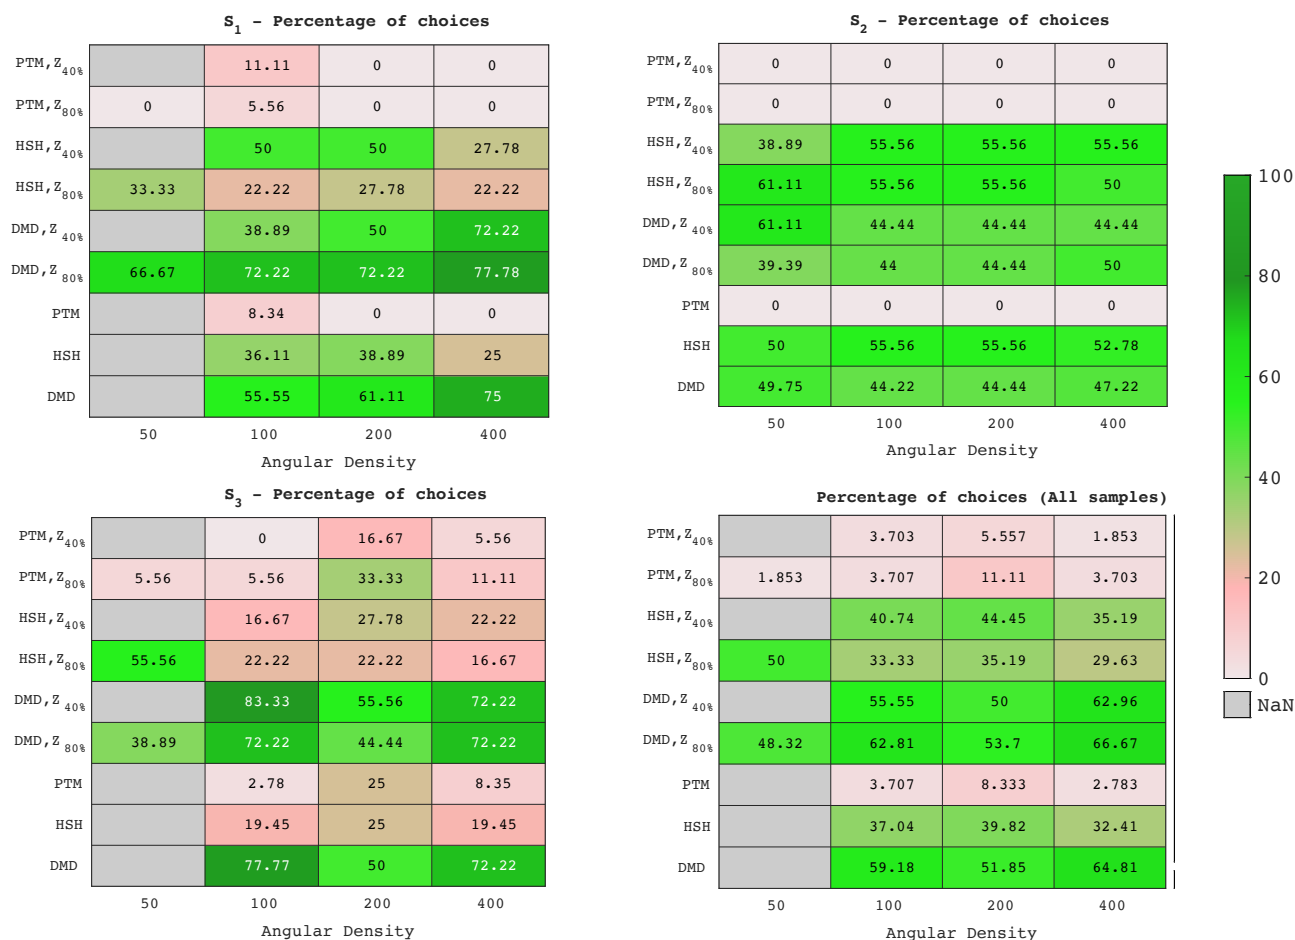 S1 - Percentage of choices
PTM,Z40% 11.11 0 0
PTM,Z80% 0 5.56 0 0
HSH,Z40% 50 50 27.78
HSH,Z80% 33.33 22.22 27.78 22.22
DMD,Z40% 38.89 50 72.22
DMD,Z80% 66.67 72.22 72.22 77.78
PTM 8.34 0 0
HSH 36.11 38.89 25
DMD 55.55 61.11 75
50 100 200 400
Angular Density
S2 - Percentage of choices
PTM,Z40% 0 0 0 0
PTM,Z80% 0 0 0 0
HSH,Z40% 38.89 55.56 55.56 55.56
HSH,Z80% 61.11 55.56 55.56 50
DMD,Z40% 61.11 44.44 44.44 44.44
DMD,Z80% 39.39 44 44.44 50
PTM 0 0 0 0
HSH 50 55.56 55.56 52.78
DMD 49.75 44.22 44.44 47.22
50 100 200 400
Angular Density
S3 - Percentage of choices
PTM,Z40% 0 16.67 5.56
PTM,Z80% 5.56 5.56 33.33 11.11
HSH,Z40% 16.67 27.78 22.22
HSH,Z80% 55.56 22.22 22.22 16.67
DMD,Z40% 83.33 55.56 72.22
DMD,Z80% 38.89 72.22 44.44 72.22
PTM 2.78 25 8.35
HSH 19.45 25 19.45
DMD 77.77 50 72.22
50 100 200 400
Angular Density
Percentage of choices (All samples)
PTM,Z40% 3.703 5.557 1.853
PTM,Z80% 1.853 3.707 11.11 3.703
HSH,Z40% 40.74 44.45 35.19
HSH,Z80% 50 33.33 35.19 29.63
DMD,Z40% 55.55 50 62.96
DMD,Z80% 48.32 62.81 53.7 66.67
PTM 3.707 8.333 2.783
HSH 37.04 39.82 32.41
DMD 59.18 51.85 64.81
50 100 200 400
Angular Density
100
80
60
40
20
0
NaN